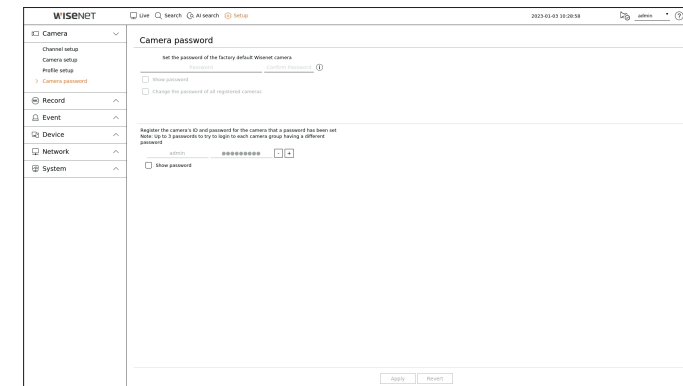 WISENET
Live Search AI search Setup
2023-01-03 10:28:58
admin
Camera
Channel setup
Camera setup
Profile setup
> Camera password
Record
Event
Device
Network
System
Camera password
Set the password of the factory default Wisenet camera
Password Confirm Password
Show password
Change the password of all registered cameras
Register the camera's ID and password for the camera that a password has been set
Note: Up to 3 passwords to try to login to each camera group having a different
password
admin ●●●●●●●●● - +
Show password
Apply Revert